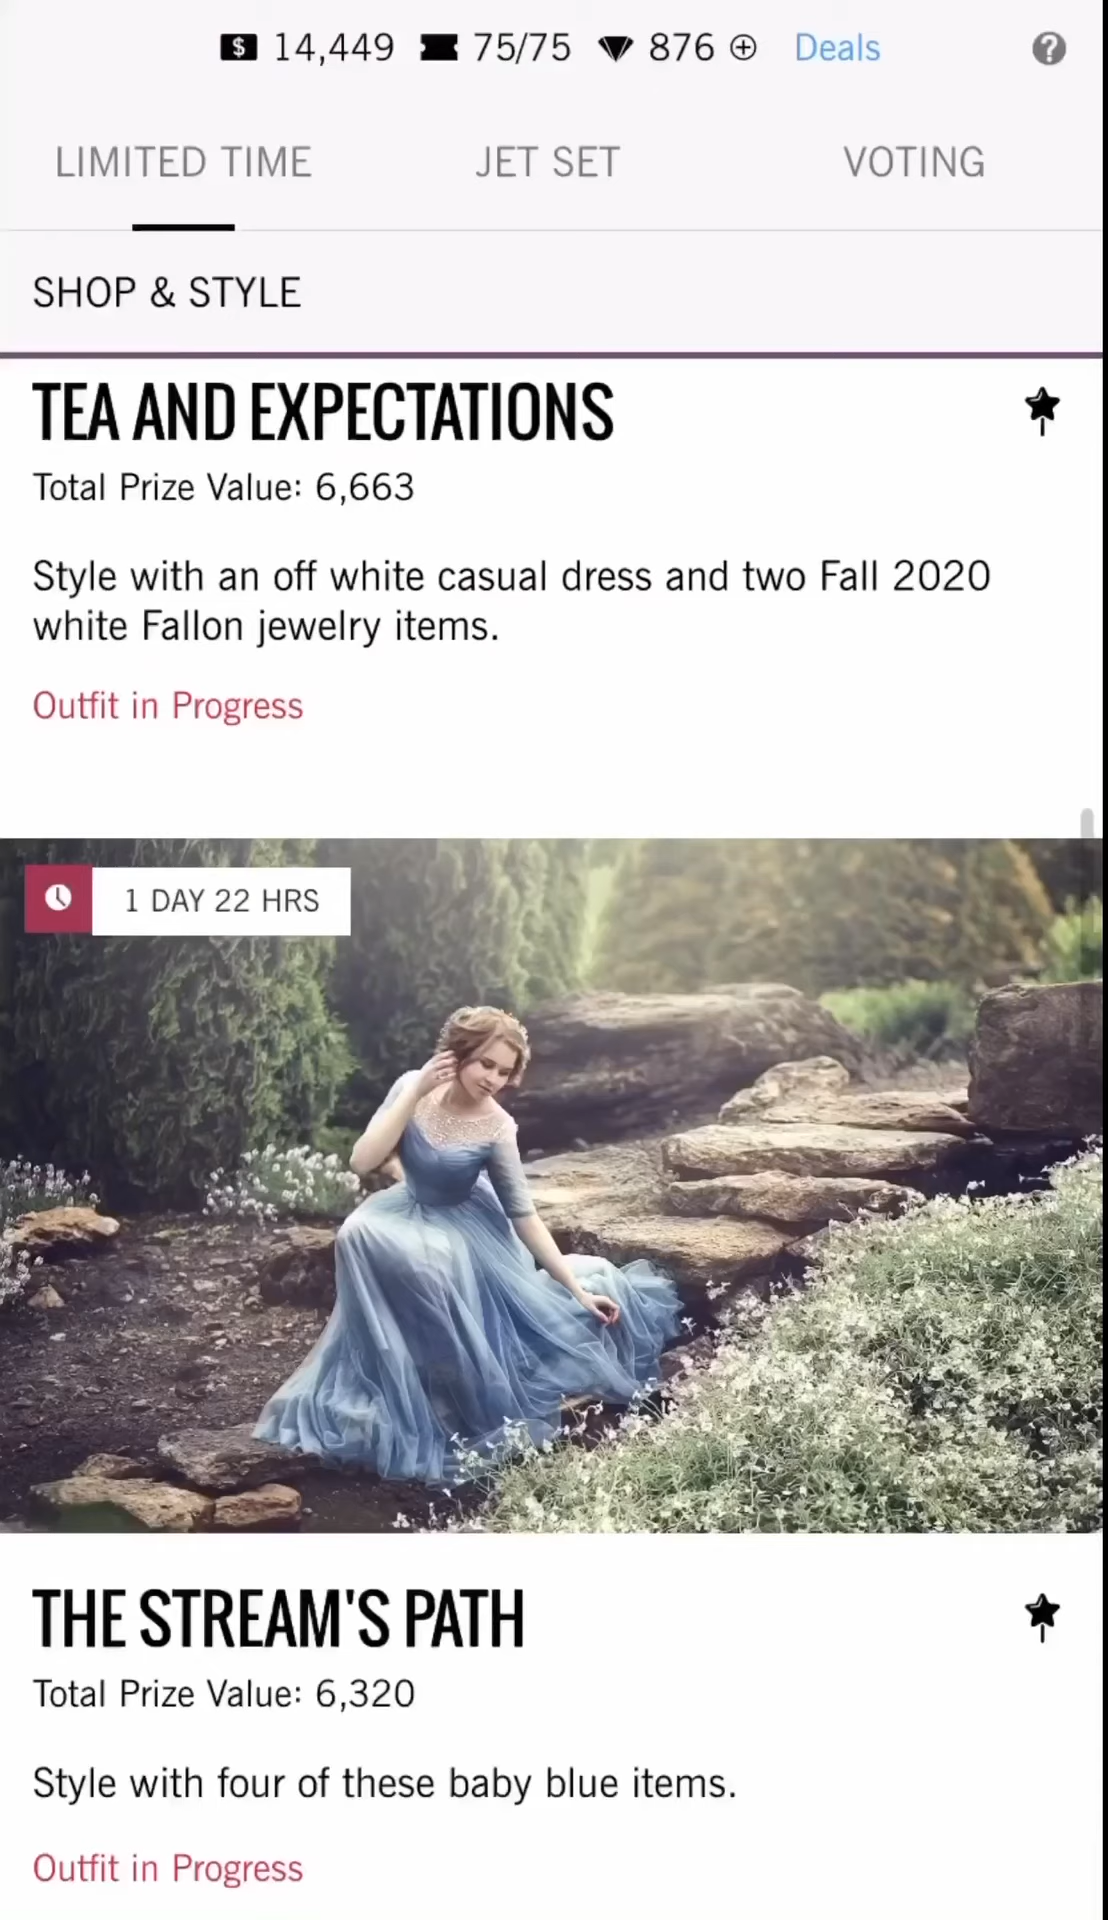 $ 14,449 75/75 876 Deals ?
LIMITED TIME JET SET VOTING
SHOP & STYLE
TEA AND EXPECTATIONS
Total Prize Value: 6,663
Style with an off white casual dress and two Fall 2020
white Fallon jewelry items.
Outfit in Progress
1 DAY 22 HRS
THE STREAM'S PATH
Total Prize Value: 6,320
Style with four of these baby blue items.
Outfit in Progress